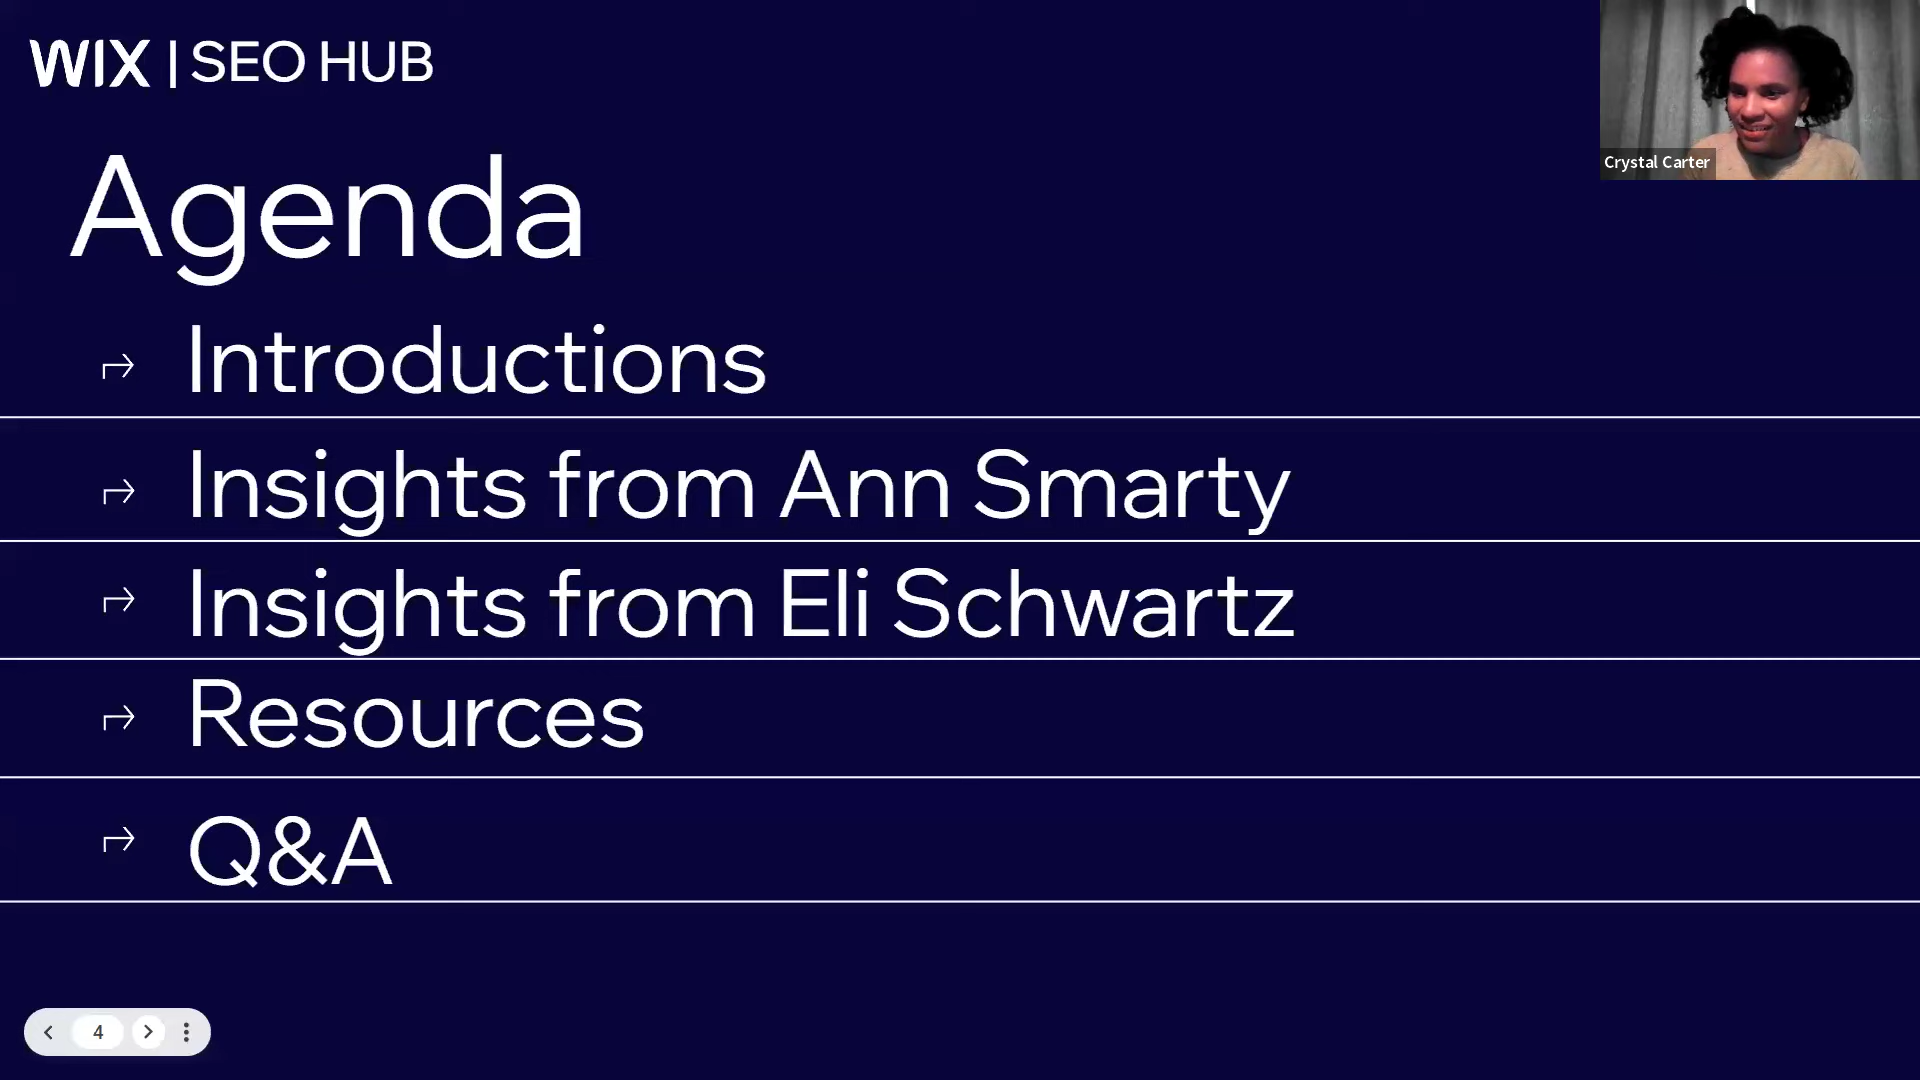 WIX | SEO HUB
Crystal Carter
Agenda
Introductions
Insights from Ann Smarty
Insights from Eli Schwartz
Resources
Q&A
4